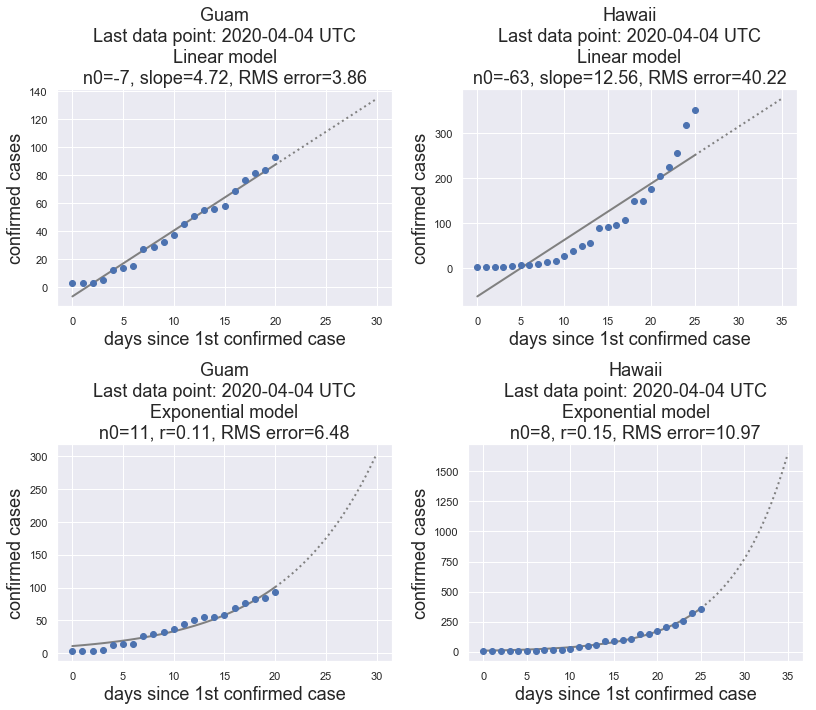 Guam
Last data point: 2020-04-04 UTC
Linear model
n0=-7, slope=4.72, RMS error=3.86
140
120
100
80
60
40
20
0
confirmed cases
0 5 10 15 20 25 30
days since 1st confirmed case
Hawaii
Last data point: 2020-04-04 UTC
Linear model
n0=-63, slope=12.56, RMS error=40.22
300
200
100
0
confirmed cases
0 5 10 15 20 25 30 35
days since 1st confirmed case
Guam
Last data point: 2020-04-04 UTC
Exponential model
n0=11, r=0.11, RMS error=6.48
300
250
200
150
100
50
0
confirmed cases
0 5 10 15 20 25 30
days since 1st confirmed case
Hawaii
Last data point: 2020-04-04 UTC
Exponential model
n0=8, r=0.15, RMS error=10.97
1500
1250
1000
750
500
250
0
confirmed cases
0 5 10 15 20 25 30 35
days since 1st confirmed case